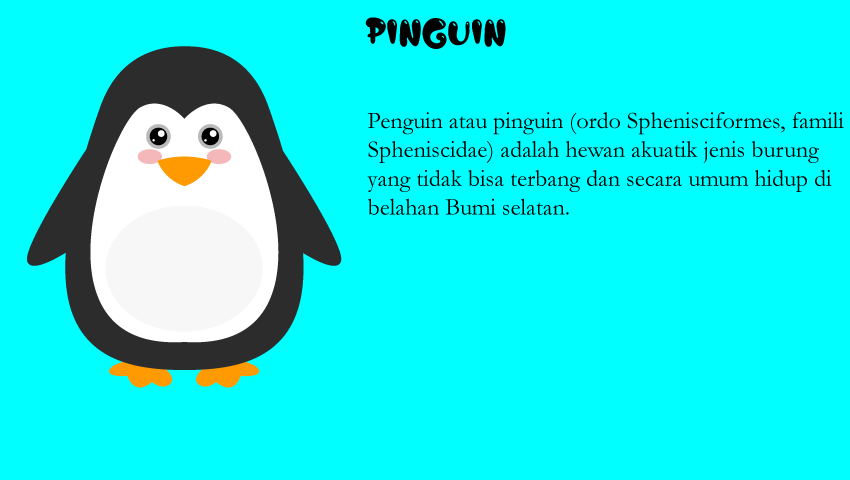 PINGUIN
Penguin atau pinguin (ordo Sphenisciformes, famili
Spheniscidae) adalah hewan akuatik jenis burung
yang tidak bisa terbang dan secara umum hidup di
belahan Bumi selatan.